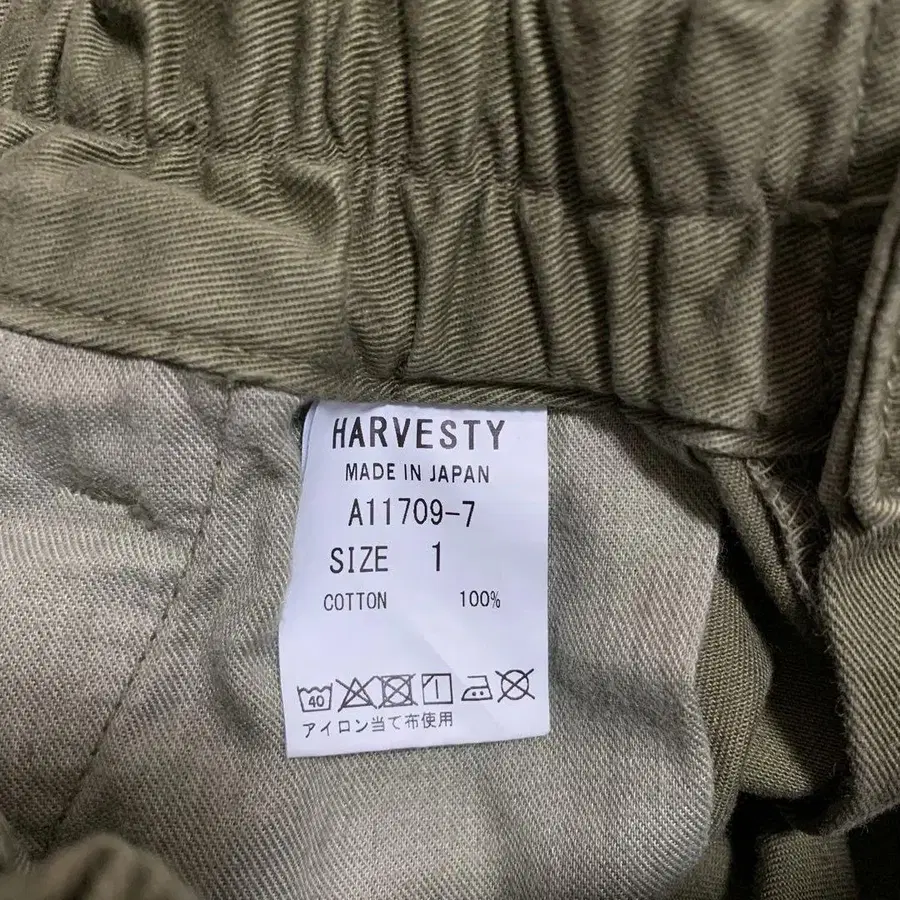 HARVESTY
MADE IN JAPAN
A11709-7
SIZE 1
COTTON 100%
40
アイロン当て布使用